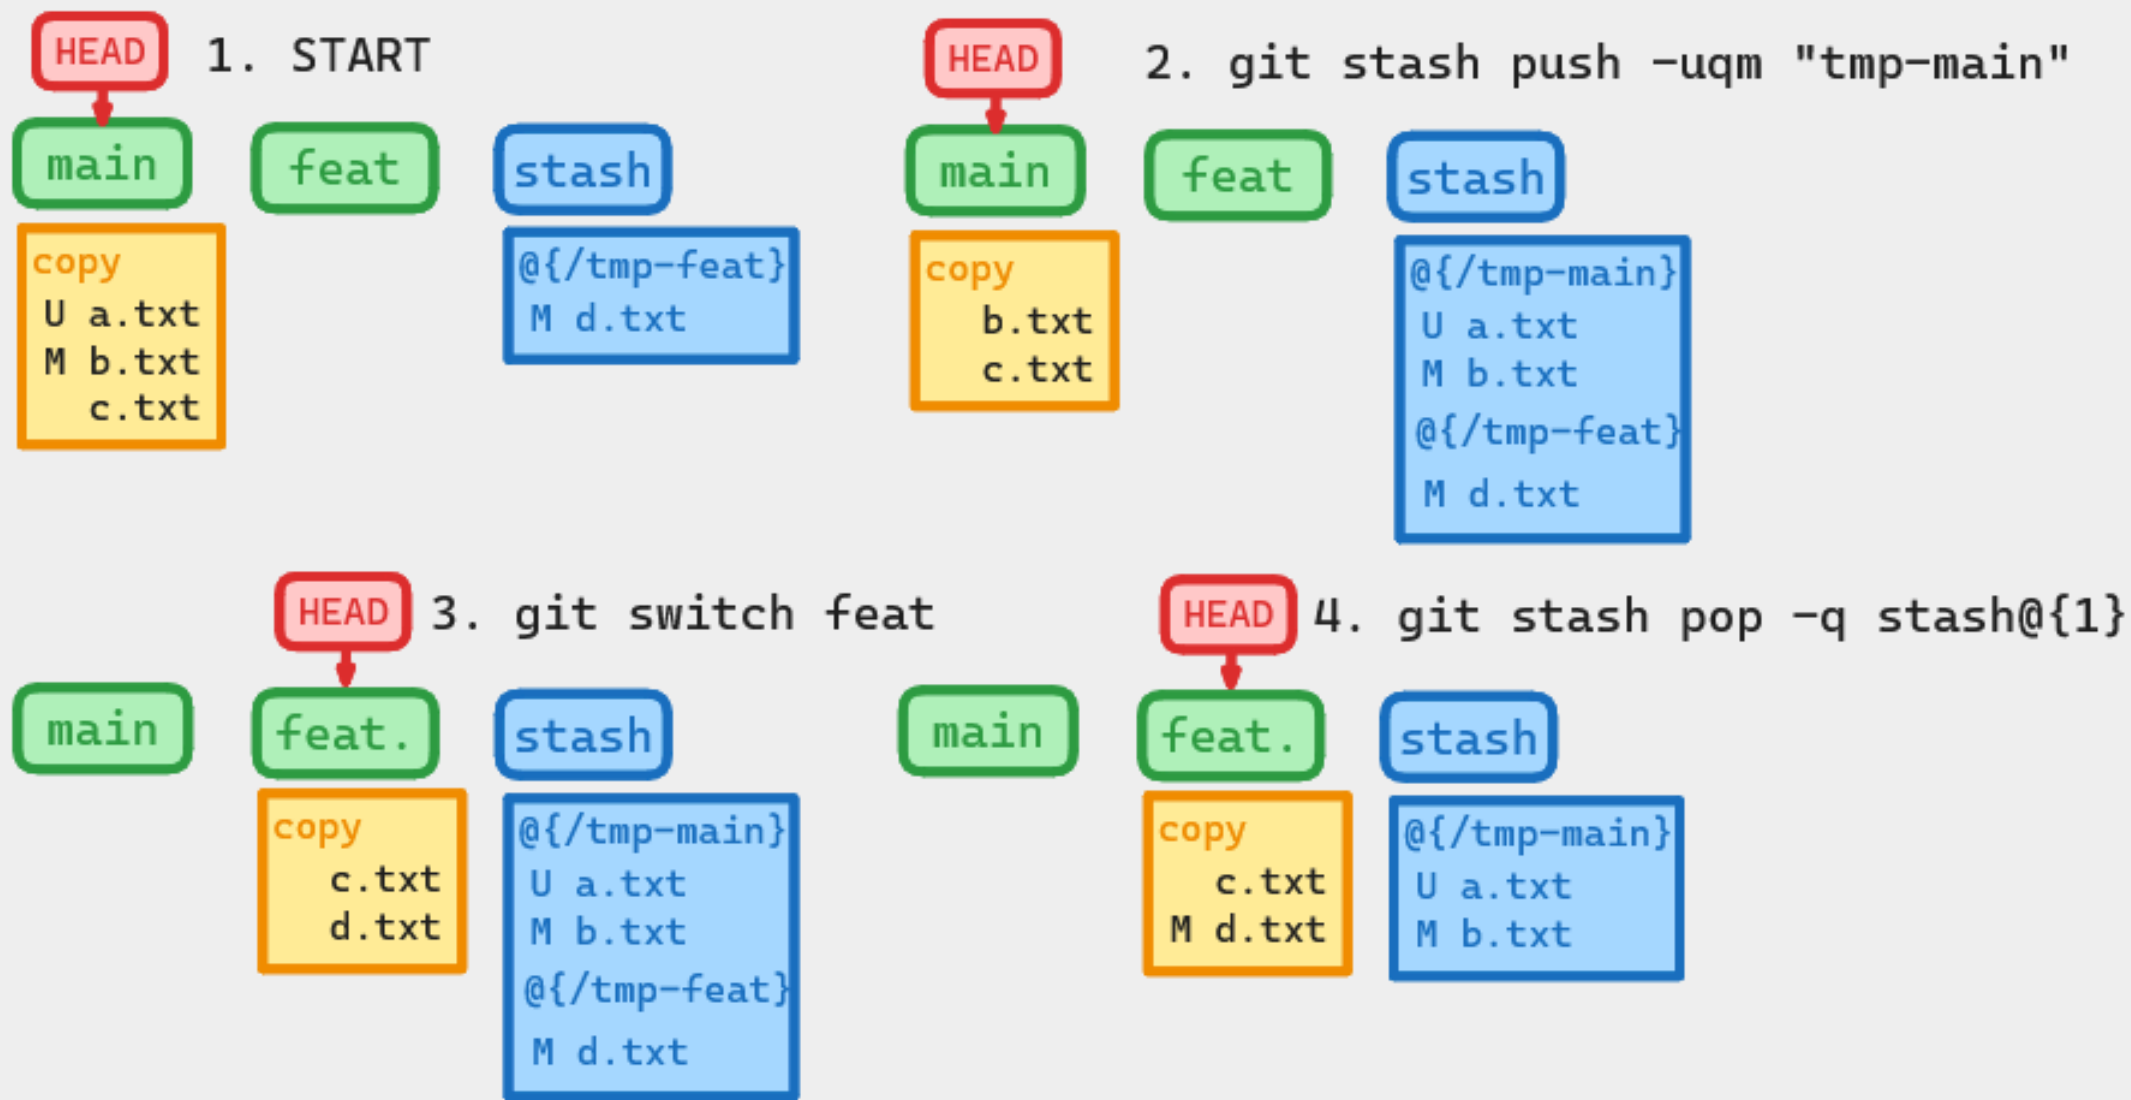 HEAD 1. START
main feat stash
copy
U a.txt
M b.txt
c.txt
@{/tmp-feat}
M d.txt
HEAD 2. git stash push -uqm "tmp-main"
main feat stash
copy
b.txt
c.txt
@{/tmp-main}
U a.txt
M b.txt
@{/tmp-feat}
M d.txt
HEAD 3. git switch feat
main feat. stash
copy
c.txt
d.txt
@{/tmp-main}
U a.txt
M b.txt
@{/tmp-feat}
M d.txt
HEAD 4. git stash pop -q stash@{1}
main feat. stash
copy
c.txt
M d.txt
@{/tmp-main}
U a.txt
M b.txt